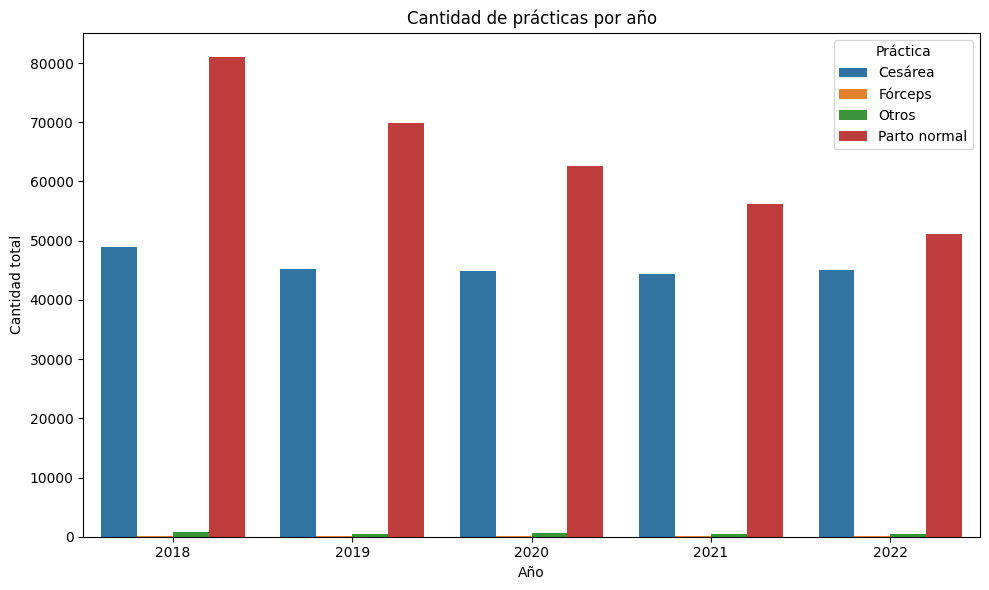 Cantidad de prácticas por año
Práctica
Cesárea
Fórceps
Otros
Parto normal
Cantidad total
80000
70000
60000
50000
40000
30000
20000
10000
0
2018
2019
2020
2021
2022
Año